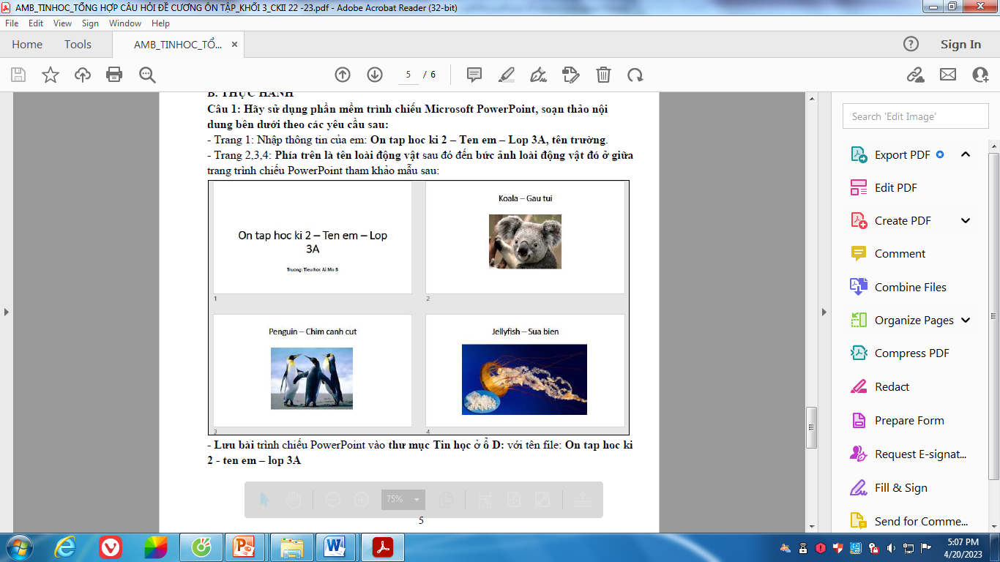 AMB_TINHOC_TỔNG HỢP CÂU HỎI ĐỀ CƯƠNG ÔN TẬP_KHỐI 3_CKII 22 -23.pdf - Adobe Acrobat Reader (32-bit)
File Edit View Sign Window Help
Home Tools AMB_TINHOC_TỔ... × Sign In
5 / 6
B. THỰC HÀNH
Câu 1: Hãy sử dụng phần mềm trình chiếu Microsoft PowerPoint, soạn thảo nội
dung bên dưới theo các yêu cầu sau:
- Trang 1: Nhập thông tin của em: On tap hoc ki 2 – Ten em – Lop 3A, tên trường.
- Trang 2,3,4: Phía trên là tên loài động vật sau đó đến bức ảnh loài động vật đó ở giữa
trang trình chiếu PowerPoint tham khảo mẫu sau:
On tap hoc ki 2 – Ten em – Lop
3A
Truong: Tieu hoc Ai Mo B
1
Koala – Gau tui
2
Penguin – Chim canh cut
3
Jellyfish – Sua bien
4
- Lưu bài trình chiếu PowerPoint vào thư mục Tin học ở ổ D: với tên file: On tap hoc ki
2 - ten em – lop 3A
75%
5
Search 'Edit Image'
Export PDF
Edit PDF
Create PDF
Comment
Combine Files
Organize Pages
Compress PDF
Redact
Prepare Form
Request E-signat...
Fill & Sign
Send for Comme...
5:07 PM
4/20/2023